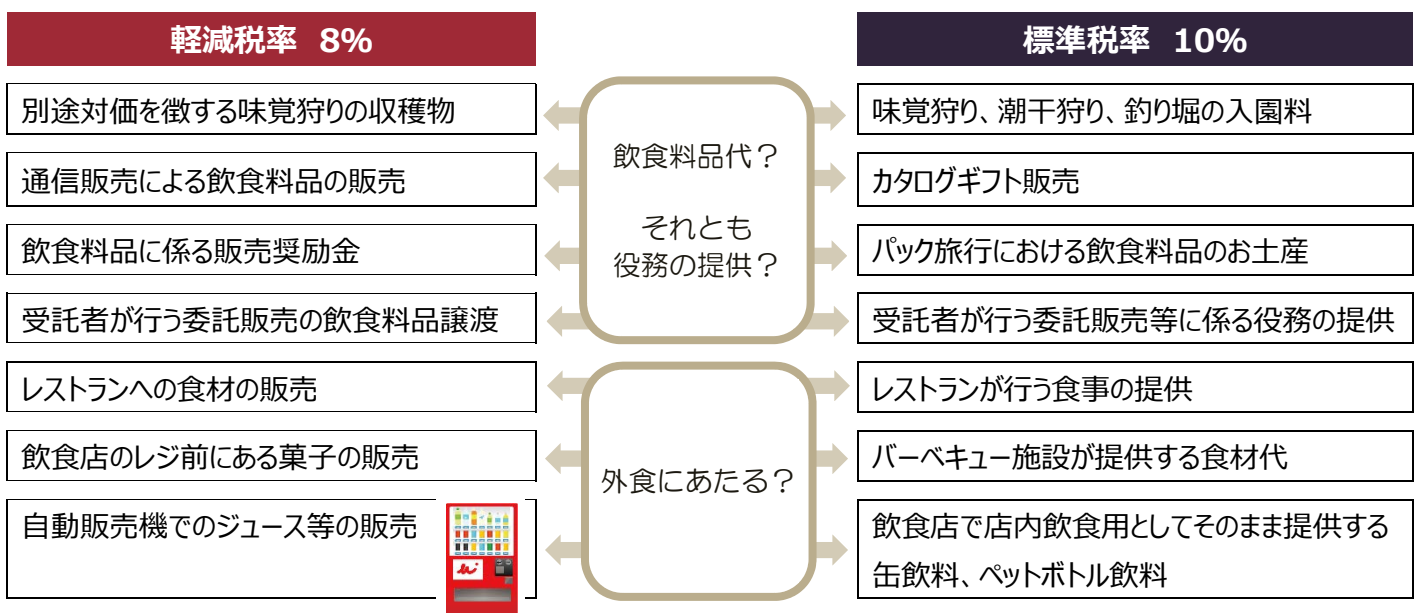 軽減税率 8%
標準税率 10%
別途対価を徴する味覚狩りの収穫物
通信販売による飲食料品の販売
飲食料品に係る販売奨励金
受託者が行う委託販売の飲食料品譲渡
飲食料品代？
それとも
役務の提供？
味覚狩り、潮干狩り、釣り堀の入園料
カタログギフト販売
パック旅行における飲食料品のお土産
受託者が行う委託販売等に係る役務の提供
レストランへの食材の販売
飲食店のレジ前にある菓子の販売
自動販売機でのジュース等の販売
外食にあたる？
レストランが行う食事の提供
バーベキュー施設が提供する食材代
飲食店で店内飲食用としてそのまま提供する
缶飲料、ペットボトル飲料